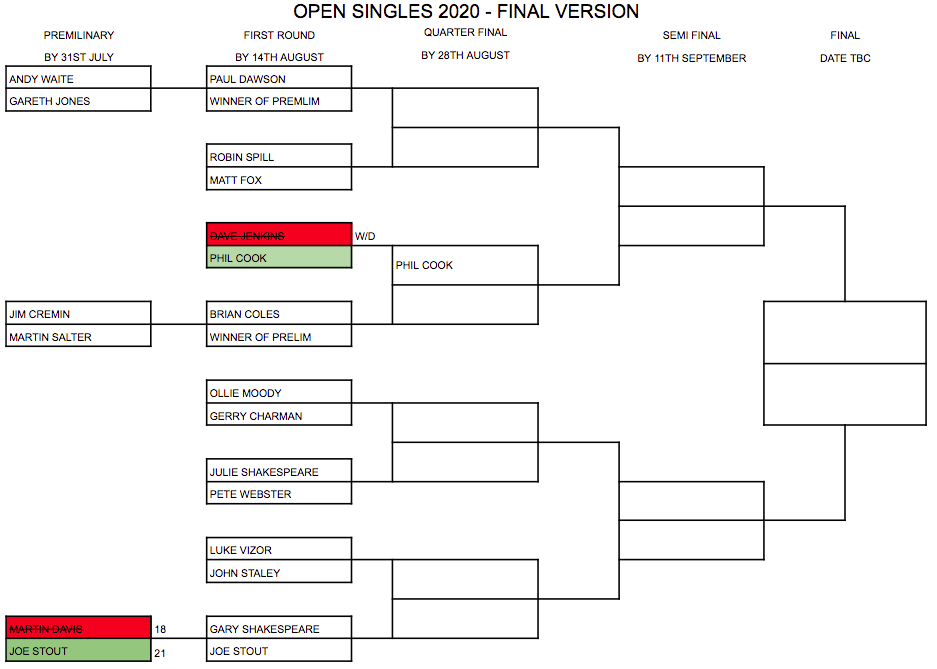 OPEN SINGLES 2020 - FINAL VERSION
PREMILINARY
BY 31ST JULY
FIRST ROUND
BY 14TH AUGUST
QUARTER FINAL
BY 28TH AUGUST
SEMI FINAL
BY 11TH SEPTEMBER
FINAL
DATE TBC
ANDY WAITE
GARETH JONES
PAUL DAWSON
WINNER OF PREMLIM
ROBIN SPILL
MATT FOX
DAVE JENKINS W/D
PHIL COOK
PHIL COOK
JIM CREMIN
MARTIN SALTER
BRIAN COLES
WINNER OF PRELIM
OLLIE MOODY
GERRY CHARMAN
JULIE SHAKESPEARE
PETE WEBSTER
LUKE VIZOR
JOHN STALEY
MARTIN DAVIS 18
JOE STOUT 21
GARY SHAKESPEARE
JOE STOUT